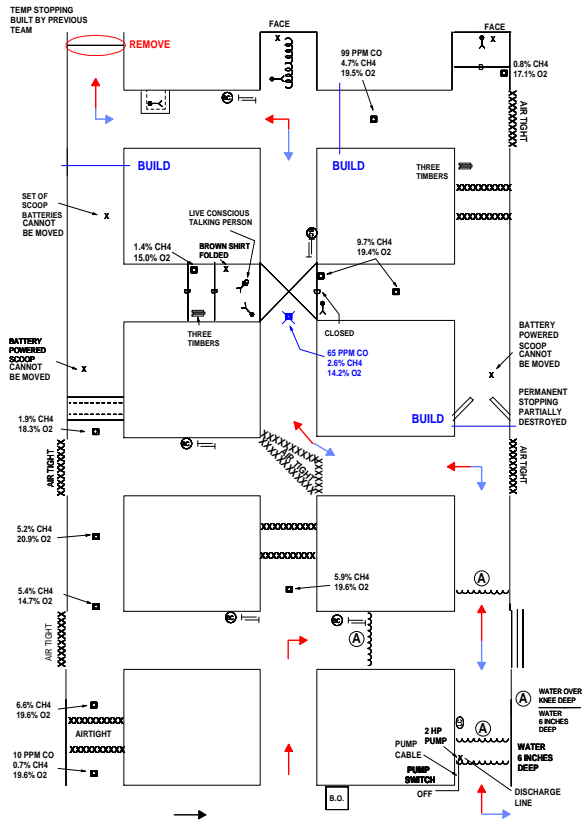 TEMP STOPPING
BUILT BY PREVIOUS
TEAM
REMOVE
FACE
FACE
99 PPM CO
4.7% CH4
19.5% O2
B
0.8% CH4
17.1% O2
AIR TIGHT
BC
BUILD
BUILD
THREE
TIMBERS
SET OF
SCOOP
BATTERIES
CANNOT
BE MOVED
LIVE CONSCIOUS
TALKING PERSON
1.4% CH4
15.0% O2
BROWN SHIRT
FOLDED
BC
9.7% CH4
19.4% O2
THREE
TIMBERS
CLOSED
65 PPM CO
2.6% CH4
14.2% O2
BATTERY
POWERED
SCOOP
CANNOT
BE MOVED
BATTERY
POWERED
SCOOP
CANNOT
BE MOVED
PERMANENT
STOPPING
PARTIALLY
DESTROYED
BUILD
1.9% CH4
18.3% O2
BC
AIR TIGHT
AIR TIGHT
AIR TIGHT
5.2% CH4
20.9% O2
5.4% CH4
14.7% O2
5.9% CH4
19.6% O2
A
BC
BC
A
AIR TIGHT
6.6% CH4
19.6% O2
AIRTIGHT
10 PPM CO
0.7% CH4
19.6% O2
A
WATER OVER
KNEE DEEP
WATER
6 INCHES
DEEP
A
2 HP
PUMP
PUMP
CABLE
PUMP
SWITCH
OFF
WATER
6 INCHES
DEEP
DISCHARGE
LINE
B.O.